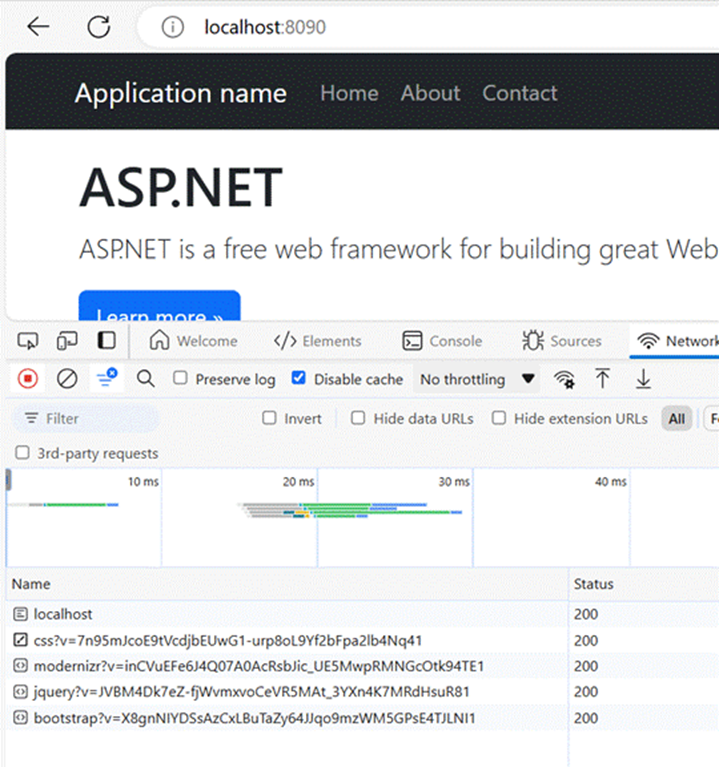 localhost:8090
Application name Home About Contact
ASP.NET
ASP.NET is a free web framework for building great Web
Learn more »
Welcome Elements Console Sources Network
Preserve log Disable cache No throttling
Filter Invert Hide data URLs Hide extension URLs All
3rd-party requests
10 ms 20 ms 30 ms 40 ms
Name Status
localhost 200
css?v=7n95mJcoE9tVcdjbEUwG1-urp8oL9Yf2bFpa2lb4Nq41 200
modernizr?v=inCVuEFe6J4Q07A0AcRsbJic_UE5MwpRMNGcOtk94TE1 200
jquery?v=JVBM4Dk7eZ-fjWvmxvoCeVR5MAt_3YXn4K7MRdHsuR81 200
bootstrap?v=X8gnNIYDSsAzCxLBuTaZy64JJqo9mzWM5GPsE4TJLNI1 200